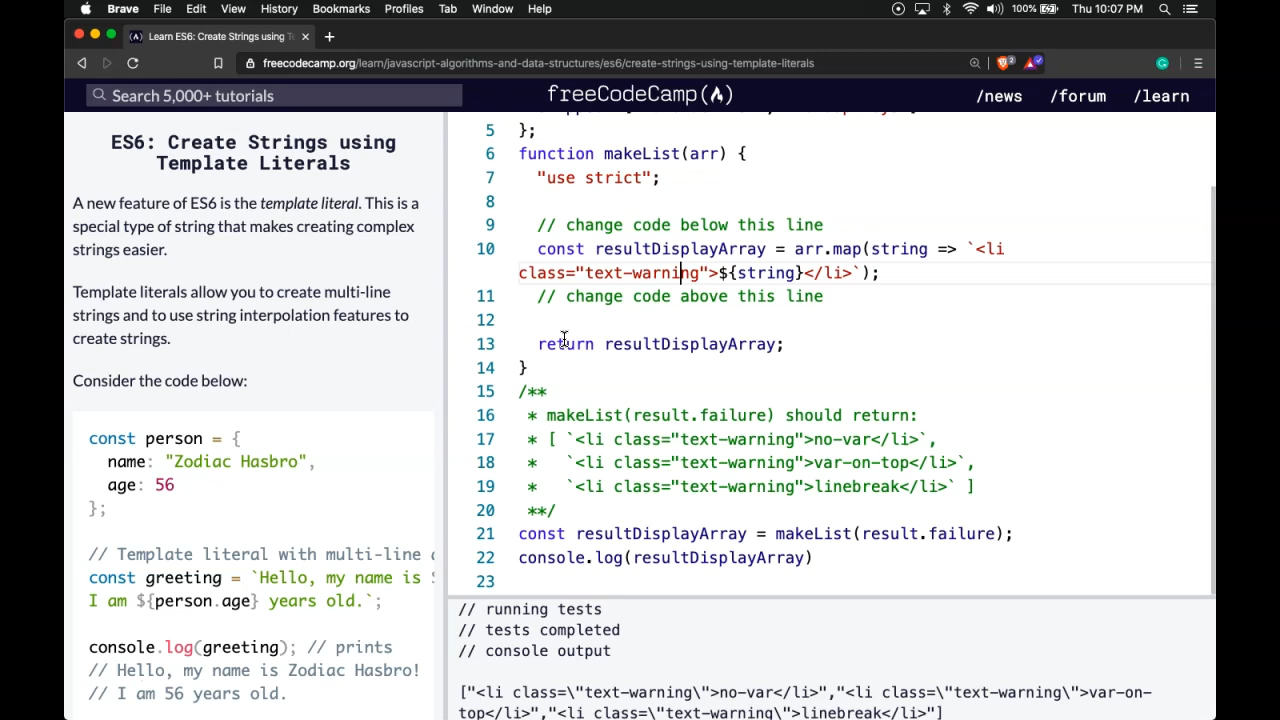 Brave File Edit View History Bookmarks Profiles Tab Window Help 100% Thu 10:07 PM
Learn ES6: Create Strings using T
freecodecamp.org/learn/javascript-algorithms-and-data-structures/es6/create-strings-using-template-literals
Search 5,000+ tutorials
freeCodeCamp
/news /forum /learn
ES6: Create Strings using
Template Literals
A new feature of ES6 is the template literal. This is a
special type of string that makes creating complex
strings easier.
Template literals allow you to create multi-line
strings and to use string interpolation features to
create strings.
Consider the code below:
const person = {
name: "Zodiac Hasbro",
age: 56
};
// Template literal with multi-line
const greeting = `Hello, my name is
I am ${person.age} years old.`;
console.log(greeting); // prints
// Hello, my name is Zodiac Hasbro!
// I am 56 years old.
5 };
6 function makeList(arr) {
7 "use strict";
8
9 // change code below this line
10 const resultDisplayArray = arr.map(string => `<li
class="text-warning">${string}</li>`);
11 // change code above this line
12
13 return resultDisplayArray;
14 }
15 /**
16 * makeList(result.failure) should return:
17 * [ `<li class="text-warning">no-var</li>`,
18 * `<li class="text-warning">var-on-top</li>`,
19 * `<li class="text-warning">linebreak</li>` ]
20 **/
21 const resultDisplayArray = makeList(result.failure);
22 console.log(resultDisplayArray)
23
// running tests
// tests completed
// console output
["<li class=\"text-warning\">no-var</li>","<li class=\"text-warning\">var-on-
top</li>","<li class=\"text-warning\">linebreak</li>"]